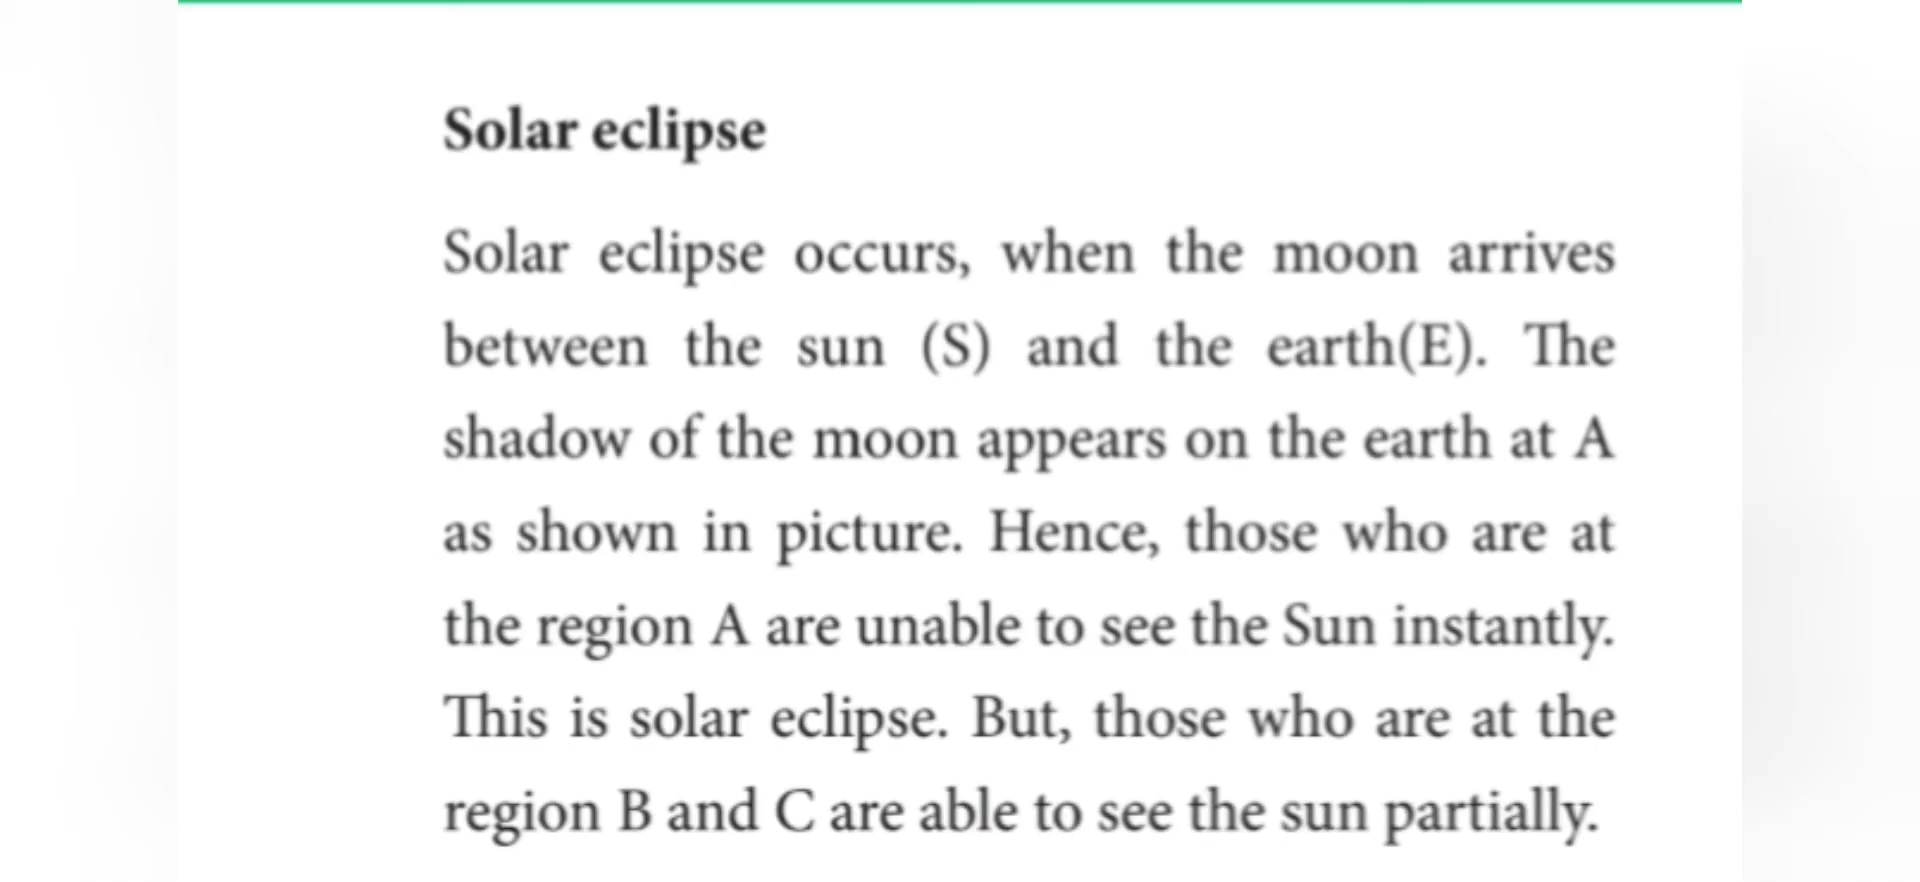 Solar eclipse
Solar eclipse occurs, when the moon arrives
between the sun (S) and the earth(E). The
shadow of the moon appears on the earth at A
as shown in picture. Hence, those who are at
the region A are unable to see the Sun instantly.
This is solar eclipse. But, those who are at the
region B and C are able to see the sun partially.